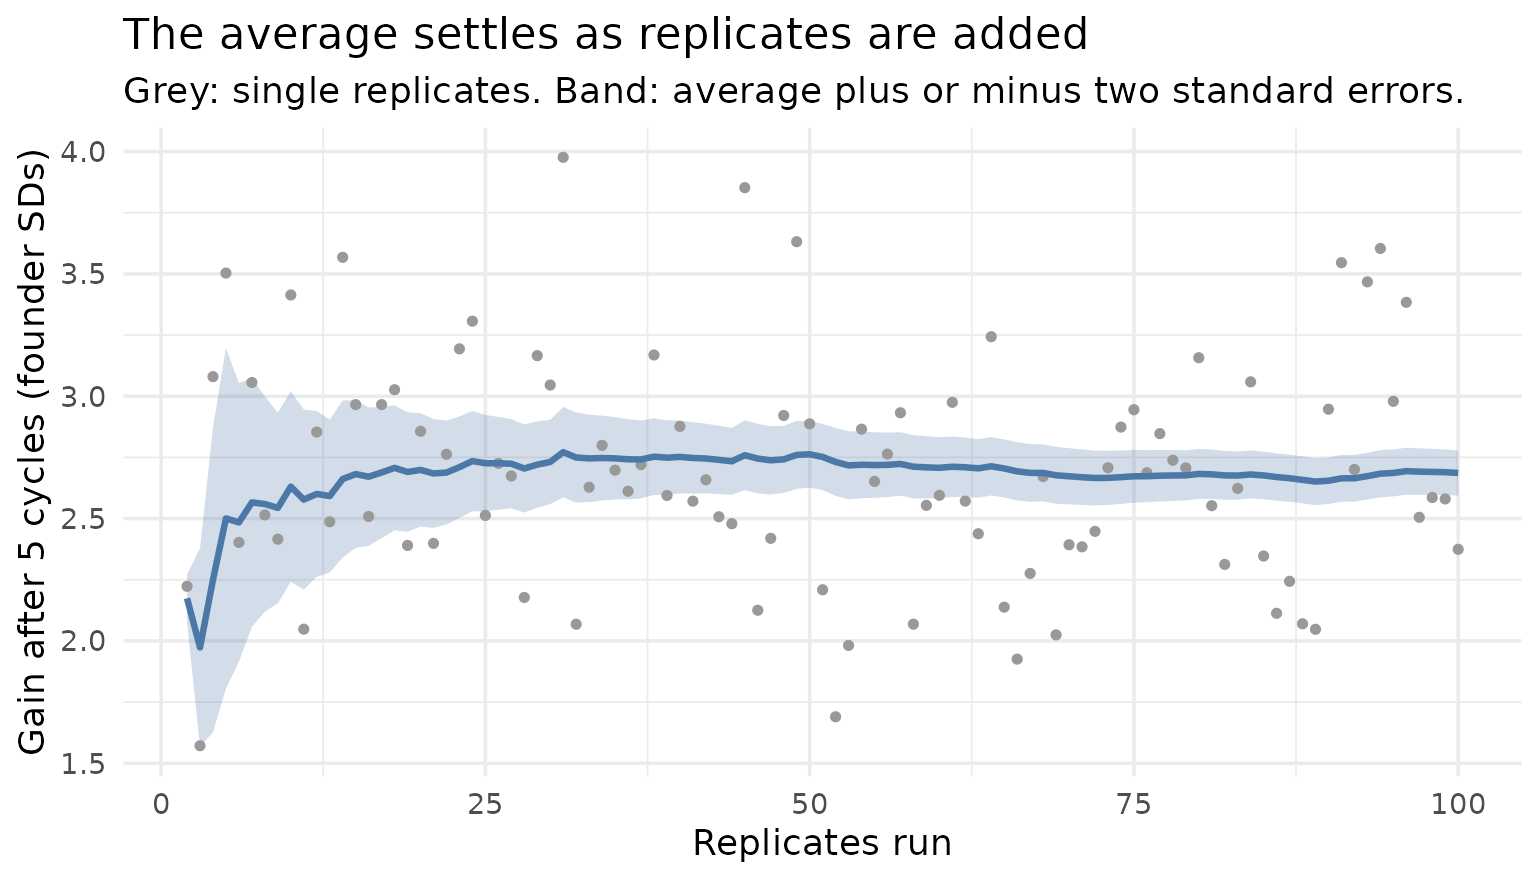 The average settles as replicates are added
Grey: single replicates. Band: average plus or minus two standard errors.
Gain after 5 cycles (founder SDs)
4.0
3.5
3.0
2.5
2.0
1.5
0 25 50 75 100
Replicates run